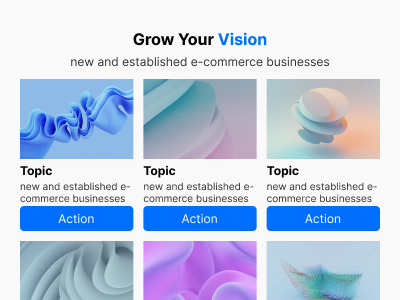 Grow Your Vision
new and established e-commerce businesses
Topic
new and established e-
commerce businesses
Action
Topic
new and established e-
commerce businesses
Action
Topic
new and established e-
commerce businesses
Action